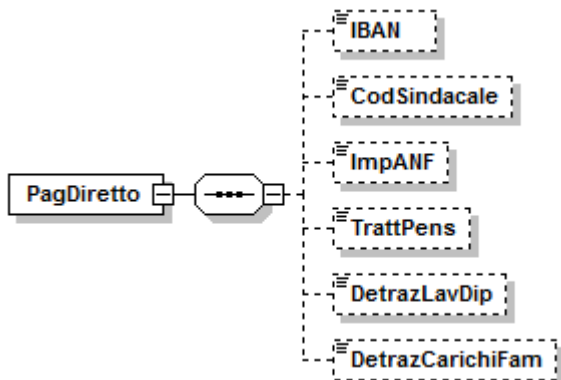 IBAN
CodSindacale
ImpANF
PagDiretto
TrattPens
DetrazLavDip
DetrazCarichiFam